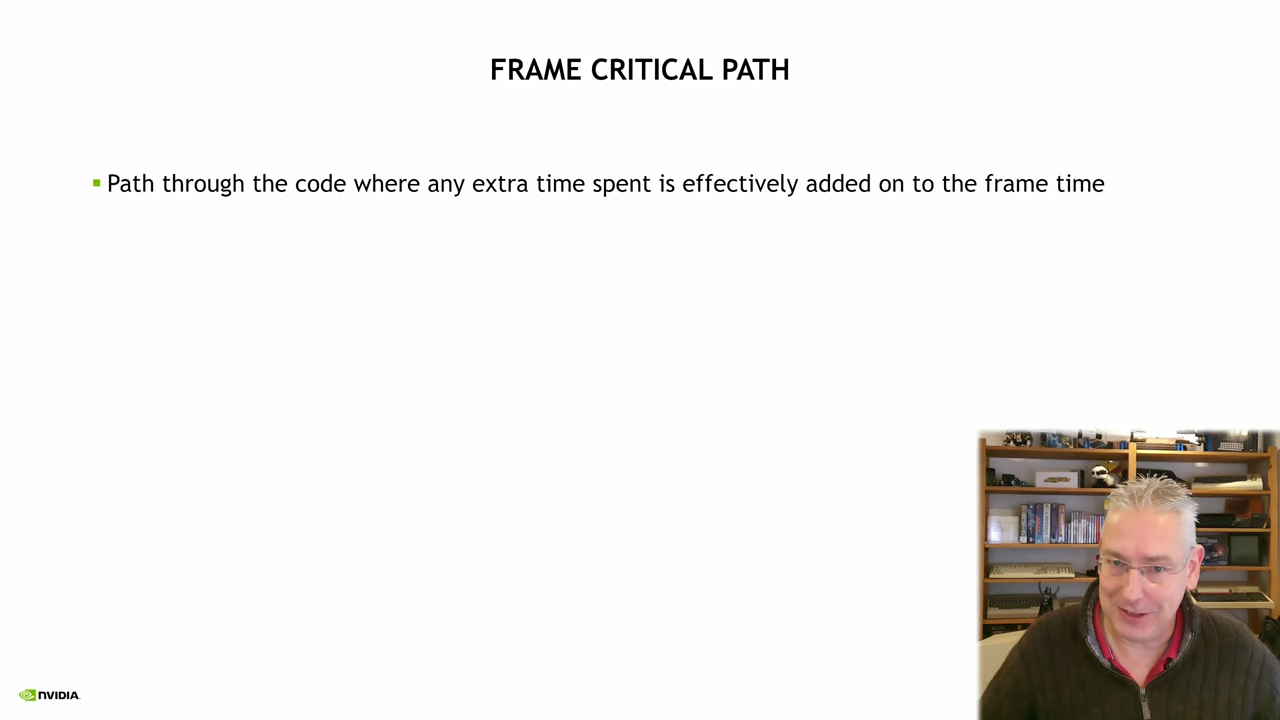 FRAME CRITICAL PATH
Path through the code where any extra time spent is effectively added on to the frame time
NVIDIA.